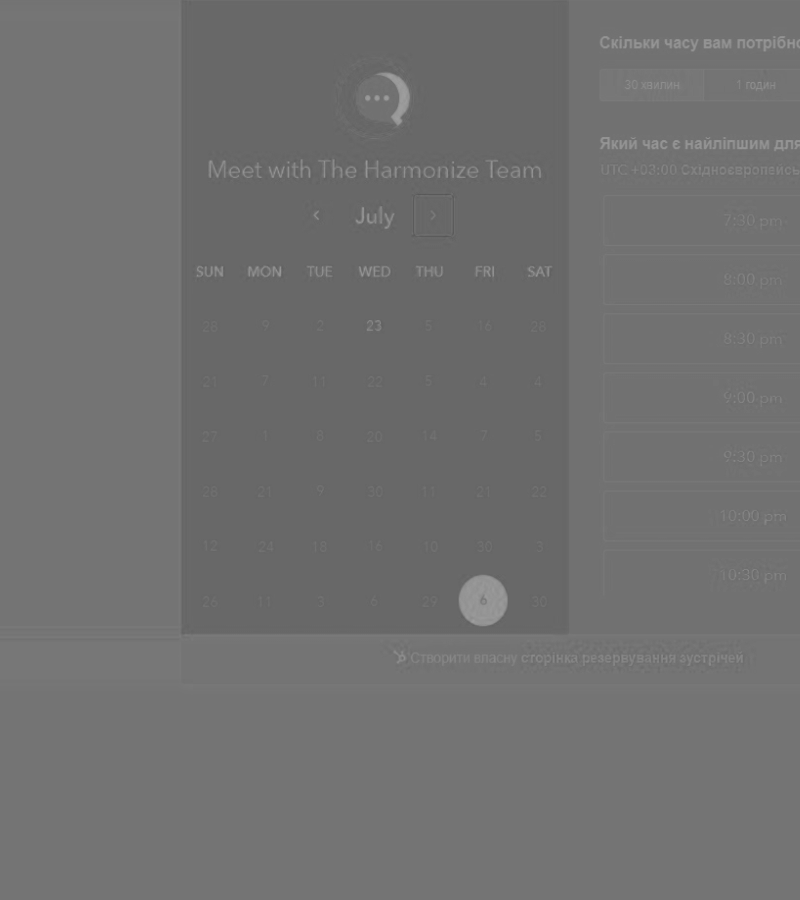 Meet with The Harmonize Team
July
SUN MON TUE WED THU FRI SAT
28 9 2 23 5 16 28
21 7 11 22 5 4 4
27 1 8 20 14 7 5
28 21 9 30 11 21 22
12 24 18 16 10 30 3
26 11 3 6 29 6 30
Скільки часу вам потрібно
30 хвилин 1 годин
Який час є найліпшим для
UTC +03:00 Східноєвропейсь
7:30 pm
8:00 pm
8:30 pm
9:00 pm
9:30 pm
10:00 pm
10:30 pm
Створити власну сторінка резервування зустрічей